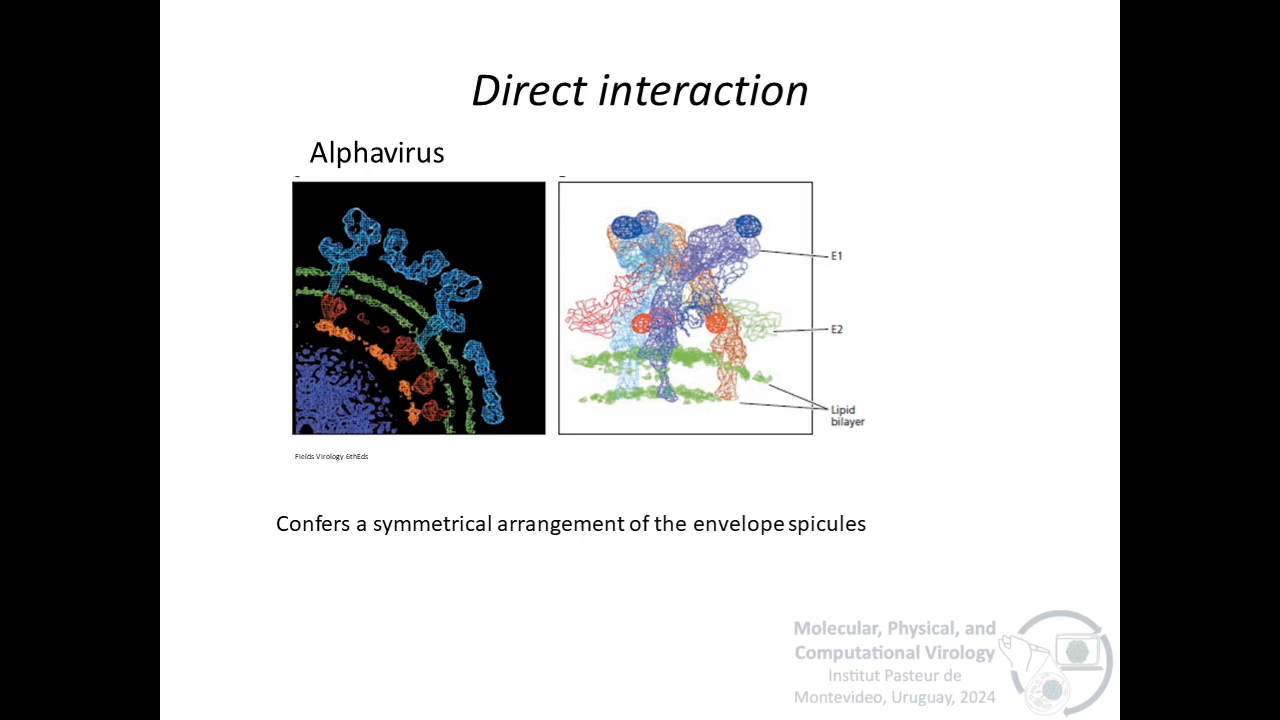 Direct interaction
Alphavirus
E1
E2
Lipid
bilayer
Fields Virology 6thEds
Confers a symmetrical arrangement of the envelope spicules
Molecular, Physical, and
Computational Virology
Institut Pasteur de
Montevideo, Uruguay, 2024